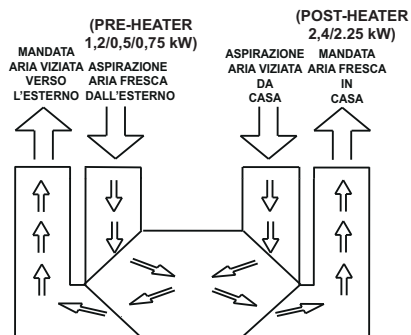 (PRE-HEATER
1,2/0,5/0,75 kW)
(POST-HEATER
2,4/2.25 kW)
MANDATA
ARIA VIZIATA
VERSO
L'ESTERNO
ASPIRAZIONE
ARIA FRESCA
DALL'ESTERNO
ASPIRAZIONE
ARIA VIZIATA
DA
CASA
MANDATA
ARIA FRESCA
IN
CASA